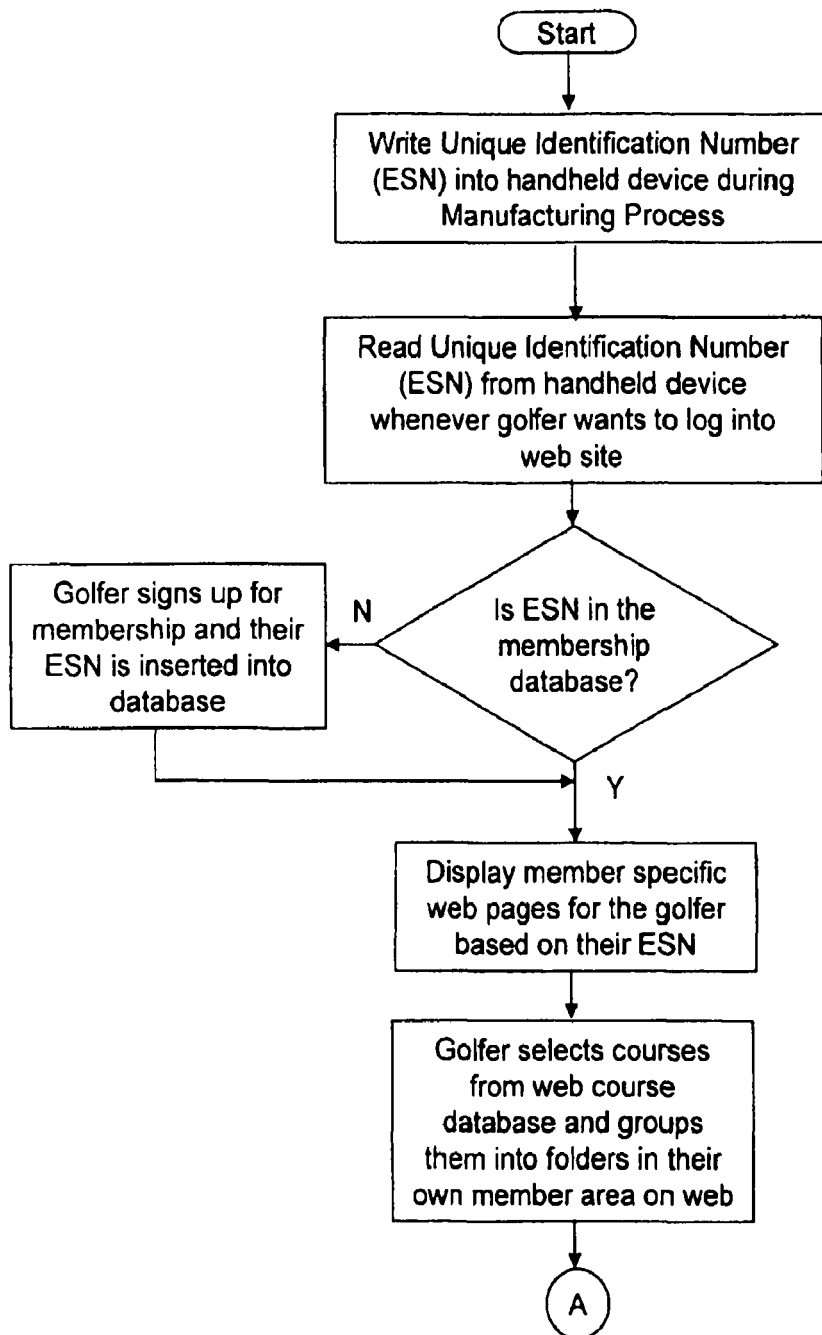 Start
Write Unique Identification Number
(ESN) into handheld device during
Manufacturing Process
Read Unique Identification Number
(ESN) from handheld device
whenever golfer wants to log into
web site
Is ESN in the
membership
database?
N
Golfer signs up for
membership and their
ESN is inserted into
database
Y
Display member specific
web pages for the golfer
based on their ESN
Golfer selects courses
from web course
database and groups
them into folders in their
own member area on web
A